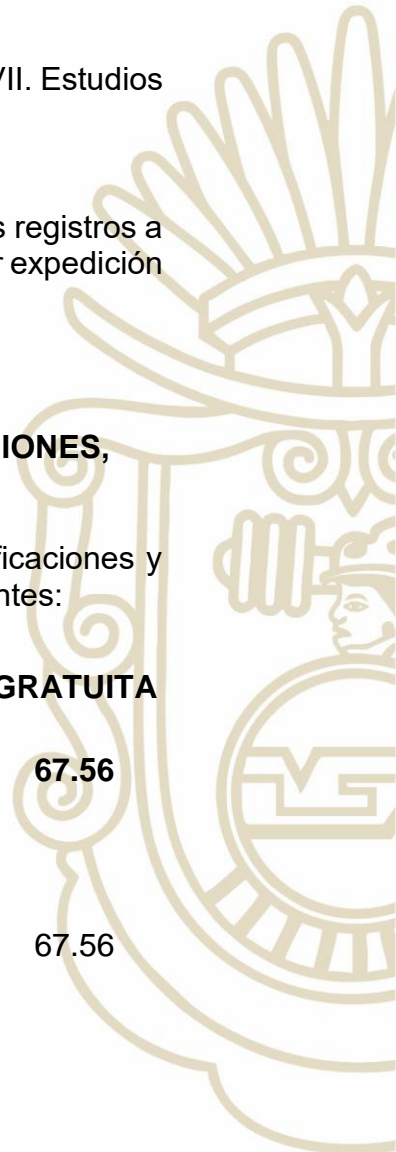 VII. Estudios
s registros a
r expedición
IONES,
ficaciones y
ntes:
GRATUITA
67.56
67.56